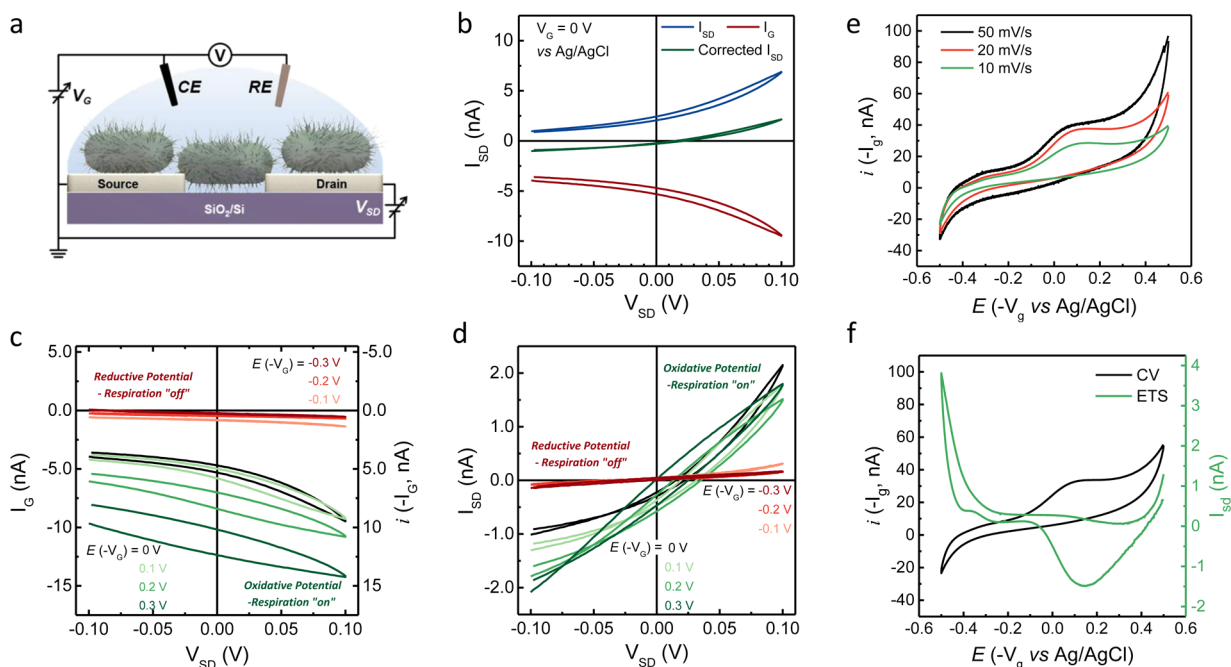 a
V
CE
RE
V_G
Source
Drain
SiO₂/Si
V_SD
b
V_G = 0 V
vs Ag/AgCl
I_SD
I_G
Corrected I_SD
I_SD (nA)
10
5
0
-5
-10
-0.10
-0.05
0.00
0.05
0.10
V_SD (V)
e
50 mV/s
20 mV/s
10 mV/s
i (-I_g, nA)
100
80
60
40
20
0
-20
-40
-0.6
-0.4
-0.2
0.0
0.2
0.4
0.6
E (-V_g vs Ag/AgCl)
c
5.0
0.0
-5.0
-10
-15
I_G (nA)
Reductive Potential
- Respiration "off"
E (-V_G) = -0.3 V
-0.2 V
-0.1 V
E (-V_G) = 0 V
0.1 V
0.2 V
0.3 V
Oxidative Potential
-Respiration "on"
-5.0
0.0
5.0
10
15
i (-I_G, nA)
-0.10
-0.05
0.00
0.05
0.10
V_SD (V)
d
2.0
1.0
0.0
-1.0
-2.0
I_SD (nA)
Oxidative Potential
-Respiration "on"
Reductive Potential
- Respiration "off"
E (-V_G) = -0.3 V
-0.2 V
-0.1 V
E (-V_G) = 0 V
0.1 V
0.2 V
0.3 V
-0.10
-0.05
0.00
0.05
0.10
V_SD (V)
f
CV
ETS
i (-I_g, nA)
100
80
60
40
20
0
-20
-40
4
3
2
1
0
-1
-2
I_sd (nA)
-0.6
-0.4
-0.2
0.0
0.2
0.4
0.6
E (-V_g vs Ag/AgCl)